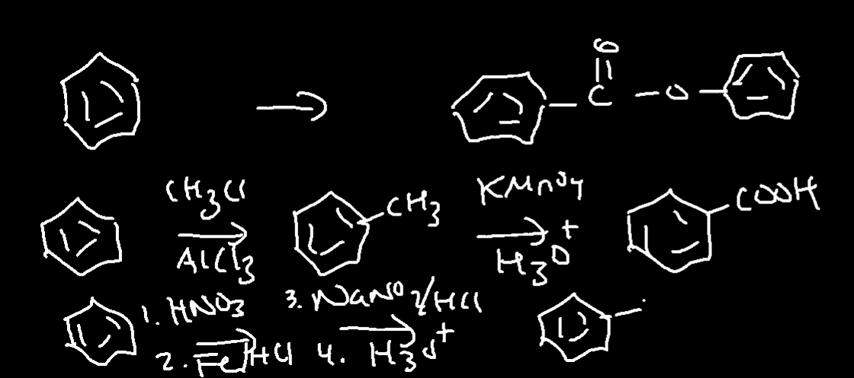 O
C - O -
CH3Cl
AlCl3
CH3
KMnO4
H3O+
COOH
1. HNO3
2. Fe/HCl
3. NaNO2/HCl
4. H3O+